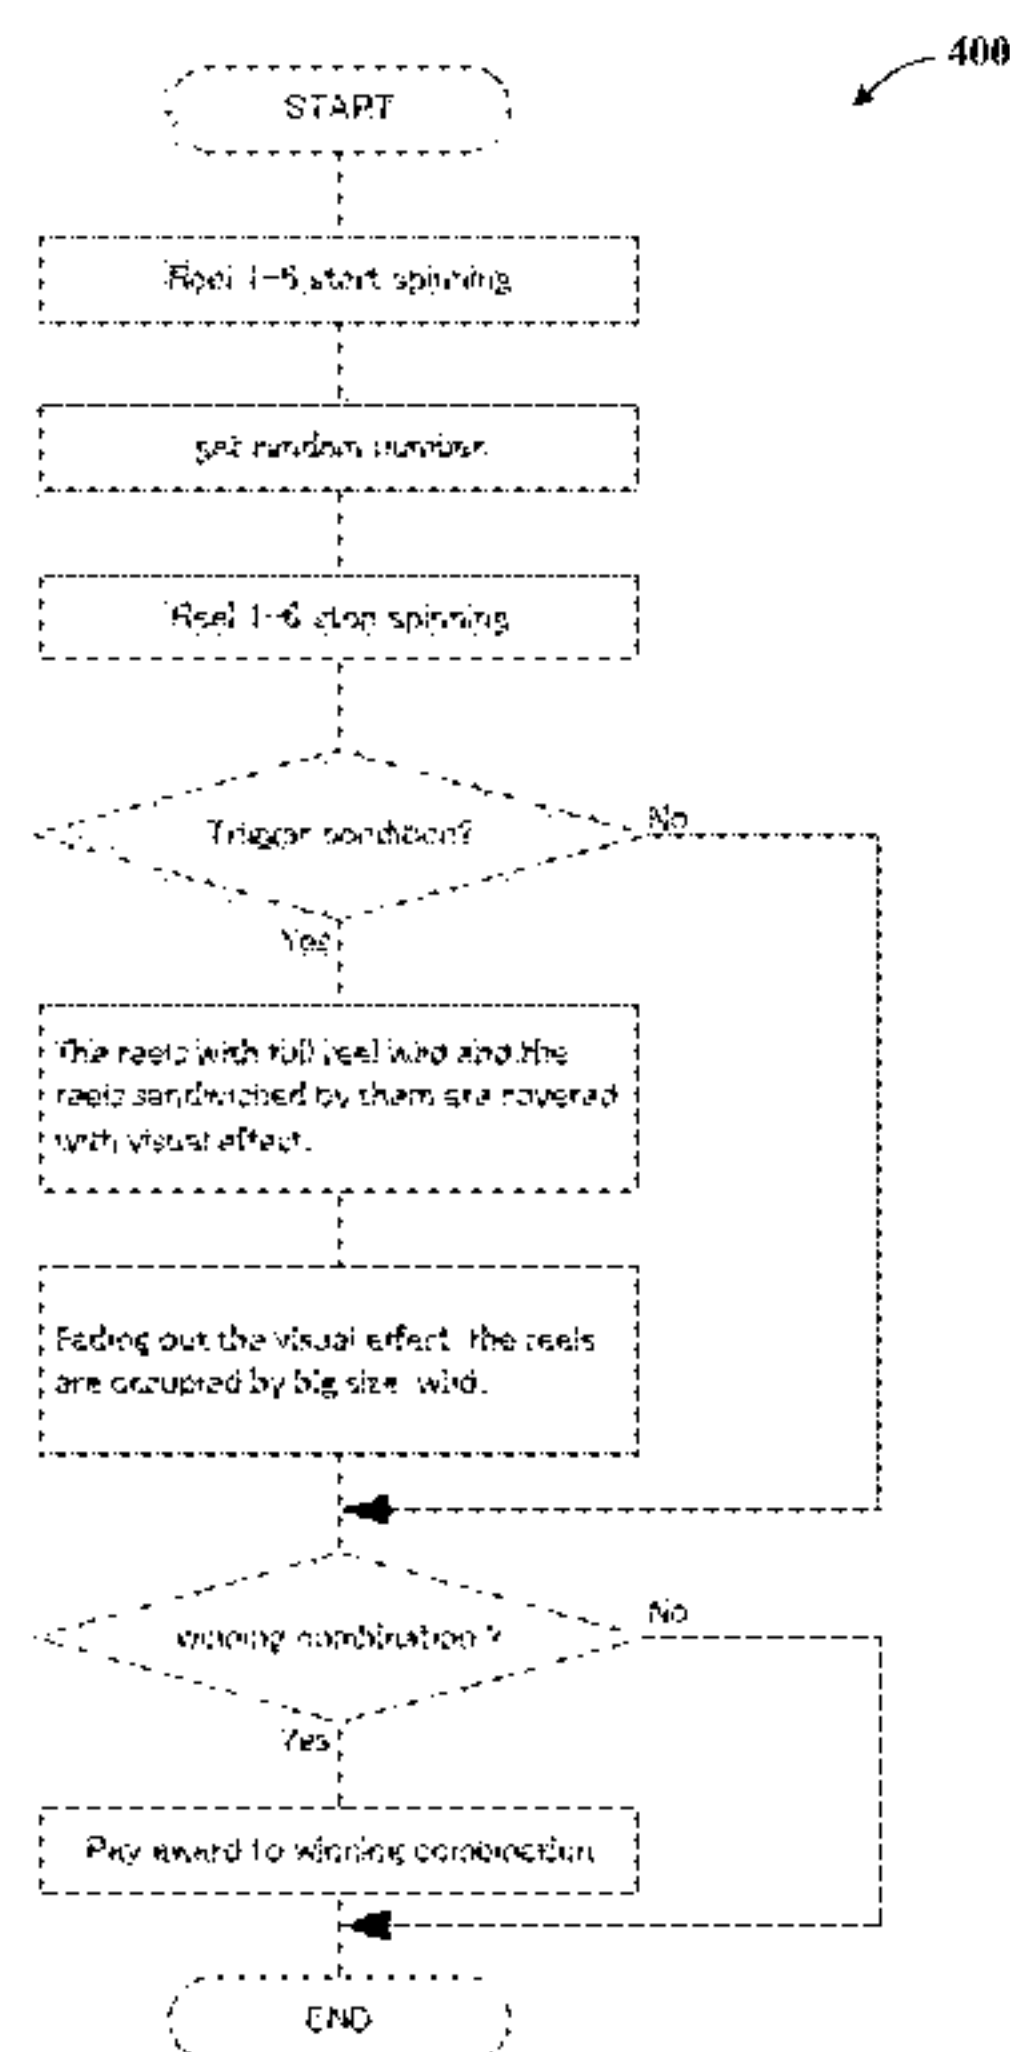 400
START
Reel 1-5 start spinning
get random number
Reel 1-5 stop spinning
Trigger condition?
No
Yes
The reels with full reel wild and the
reels sandwiched by them are covered
with visual effect.
Fading out the visual effect, the reels
are occupied by big size wild.
winning combination ?
No
Yes
Pay award to winning combination
END